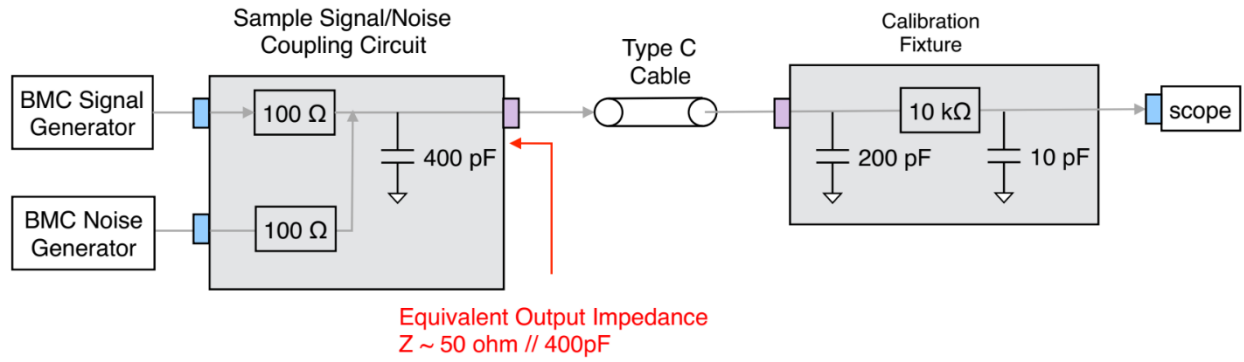 Sample Signal/Noise
Coupling Circuit
BMC Signal
Generator
100 Ω
400 pF
BMC Noise
Generator
100 Ω
Equivalent Output Impedance
Z ~ 50 ohm // 400pF
Type C
Cable
Calibration
Fixture
10 kΩ
200 pF
10 pF
scope